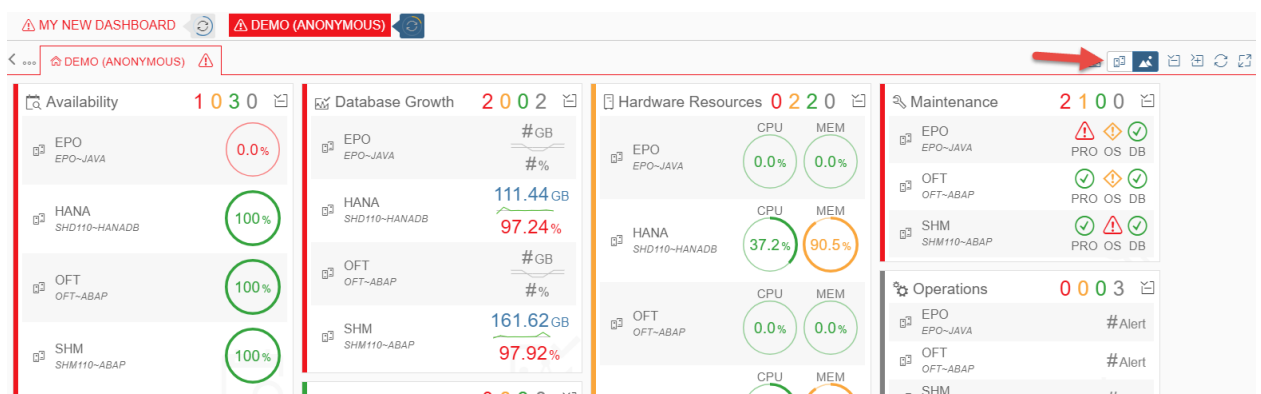 MY NEW DASHBOARD
DEMO (ANONYMOUS)
DEMO (ANONYMOUS)
Availability 1 0 3 0
EPO
EPO~JAVA
0.0%
HANA
SHD110~HANADB
100%
OFT
OFT~ABAP
100%
SHM
SHM110~ABAP
100%
Database Growth 2 0 0 2
EPO
EPO~JAVA
#GB
#%
HANA
SHD110~HANADB
111.44 GB
97.24%
OFT
OFT~ABAP
#GB
#%
SHM
SHM110~ABAP
161.62 GB
97.92%
Hardware Resources 0 2 2 0
CPU MEM
EPO
EPO~JAVA
0.0% 0.0%
CPU MEM
HANA
SHD110~HANADB
37.2% 90.5%
CPU MEM
OFT
OFT~ABAP
0.0% 0.0%
CPU MEM
Maintenance 2 1 0 0
EPO
EPO~JAVA
PRO OS DB
OFT
OFT~ABAP
PRO OS DB
SHM
SHM110~ABAP
PRO OS DB
Operations 0 0 0 3
EPO
EPO~JAVA
#Alert
OFT
OFT~ABAP
#Alert
SHM